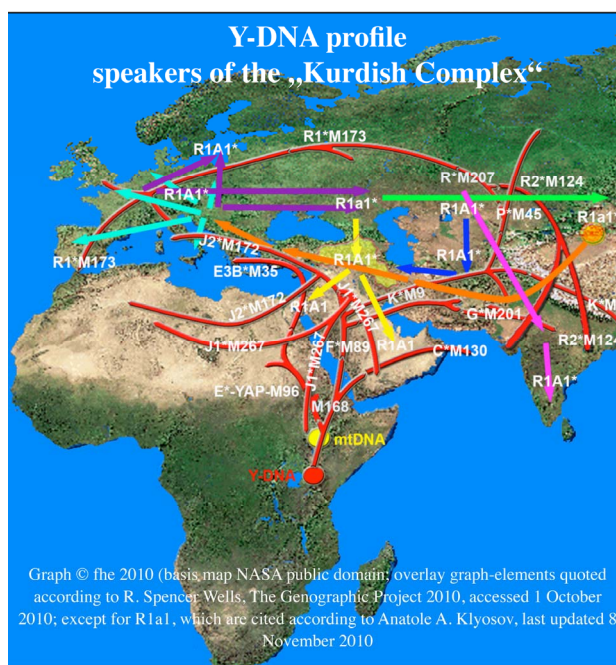 Y-DNA profile
speakers of the „Kurdish Complex“
R1*M173
R1A1*
R1A1*
R*M207
R2*M124
R1a1*
R1A1*
P*M45
R1a1*
J2*M172
R1*M173
E3B*M35
R1A1*
R1A1*
K*M9
J2*M172
R1A1
J1*M267
G*M201
K*M
J1*M267
F*M89
R1A1
C*M130
R2*M124
J1*M267
R1A1*
E*-YAP-M96
M168
mtDNA
Y-DNA
Graph © fhe 2010 (basis map NASA public domain; overlay graph-elements quoted
according to R. Spencer Wells, The Genographic Project 2010, accessed 1 October
2010; except for R1a1, which are cited according to Anatole A. Klyosov, last updated 8
November 2010